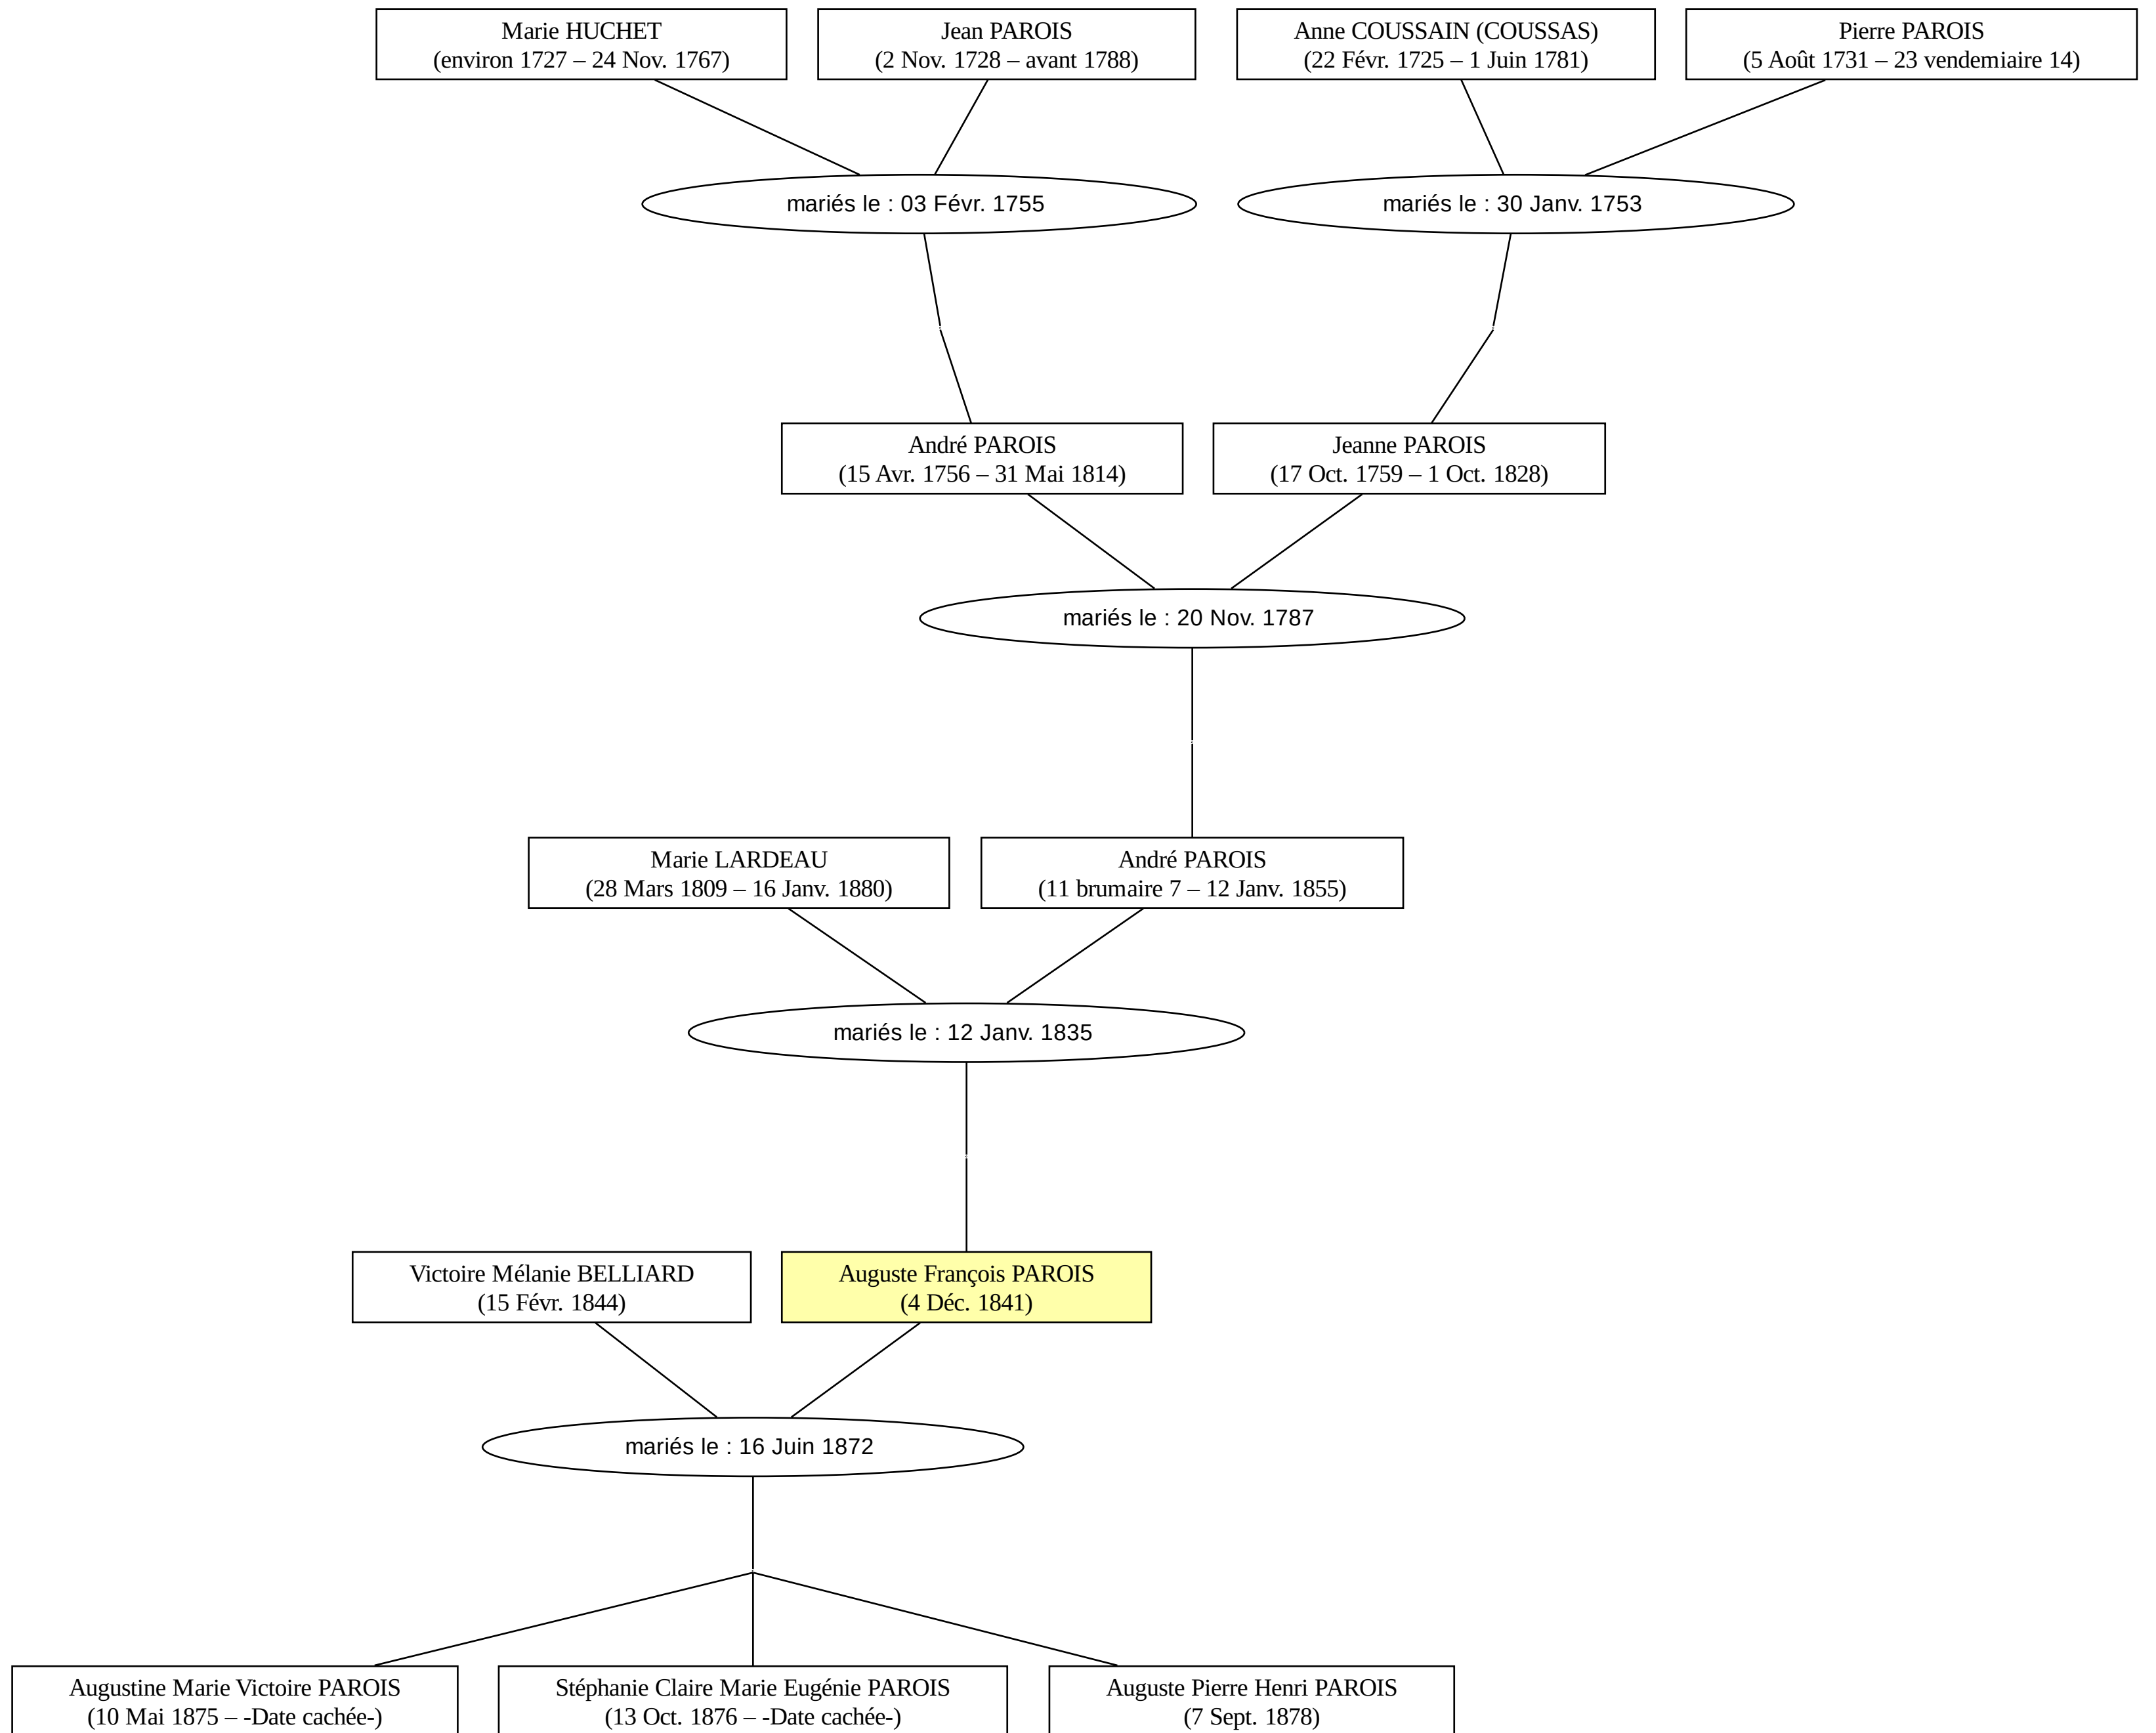 Marie HUCHET
(environ 1727 – 24 Nov. 1767)
Jean PAROIS
(2 Nov. 1728 – avant 1788)
Anne COUSSAIN (COUSSAS)
(22 Févr. 1725 – 1 Juin 1781)
Pierre PAROIS
(5 Août 1731 – 23 vendemiaire 14)
mariés le : 03 Févr. 1755
mariés le : 30 Janv. 1753
André PAROIS
(15 Avr. 1756 – 31 Mai 1814)
Jeanne PAROIS
(17 Oct. 1759 – 1 Oct. 1828)
mariés le : 20 Nov. 1787
Marie LARDEAU
(28 Mars 1809 – 16 Janv. 1880)
André PAROIS
(11 brumaire 7 – 12 Janv. 1855)
mariés le : 12 Janv. 1835
Victoire Mélanie BELLIARD
(15 Févr. 1844)
Auguste François PAROIS
(4 Déc. 1841)
mariés le : 16 Juin 1872
Augustine Marie Victoire PAROIS
(10 Mai 1875 – -Date cachée-)
Stéphanie Claire Marie Eugénie PAROIS
(13 Oct. 1876 – -Date cachée-)
Auguste Pierre Henri PAROIS
(7 Sept. 1878)